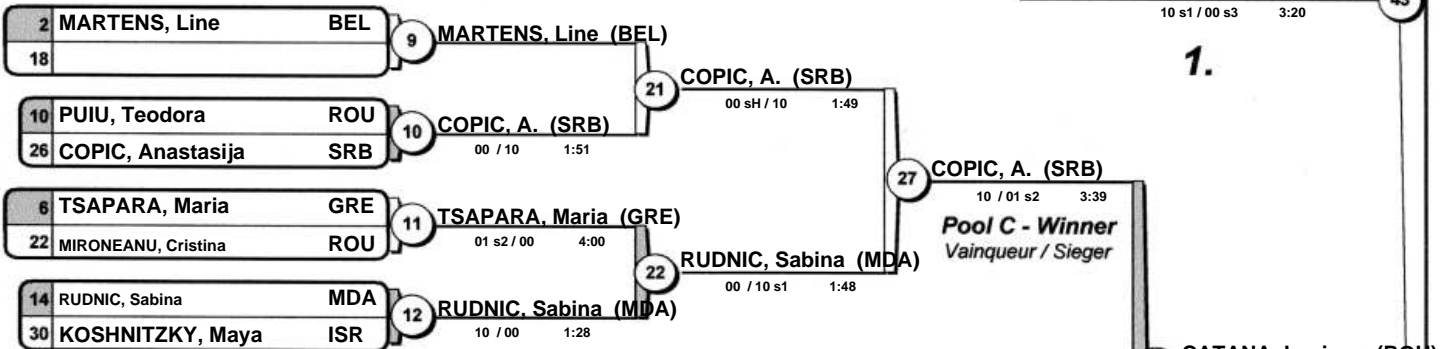 2 MARTENS, Line BEL
18
9
MARTENS, Line (BEL)
10 PUIU, Teodora ROU
26 COPIC, Anastasija SRB
10
COPIC, A. (SRB)
00 / 10 1:51
21
COPIC, A. (SRB)
00 sH / 10 1:49
6 TSAPARA, Maria GRE
22 MIRONEANU, Cristina ROU
11
TSAPARA, Maria (GRE)
01 s2 / 00 4:00
14 RUDNIC, Sabina MDA
30 KOSHNITZKY, Maya ISR
12
RUDNIC, Sabina (MDA)
10 / 00 1:28
22
RUDNIC, Sabina (MDA)
00 / 10 s1 1:48
27
COPIC, A. (SRB)
10 / 01 s2 3:39
Pool C - Winner
Vainqueur / Sieger
10 s1 / 00 s3 3:20
1.